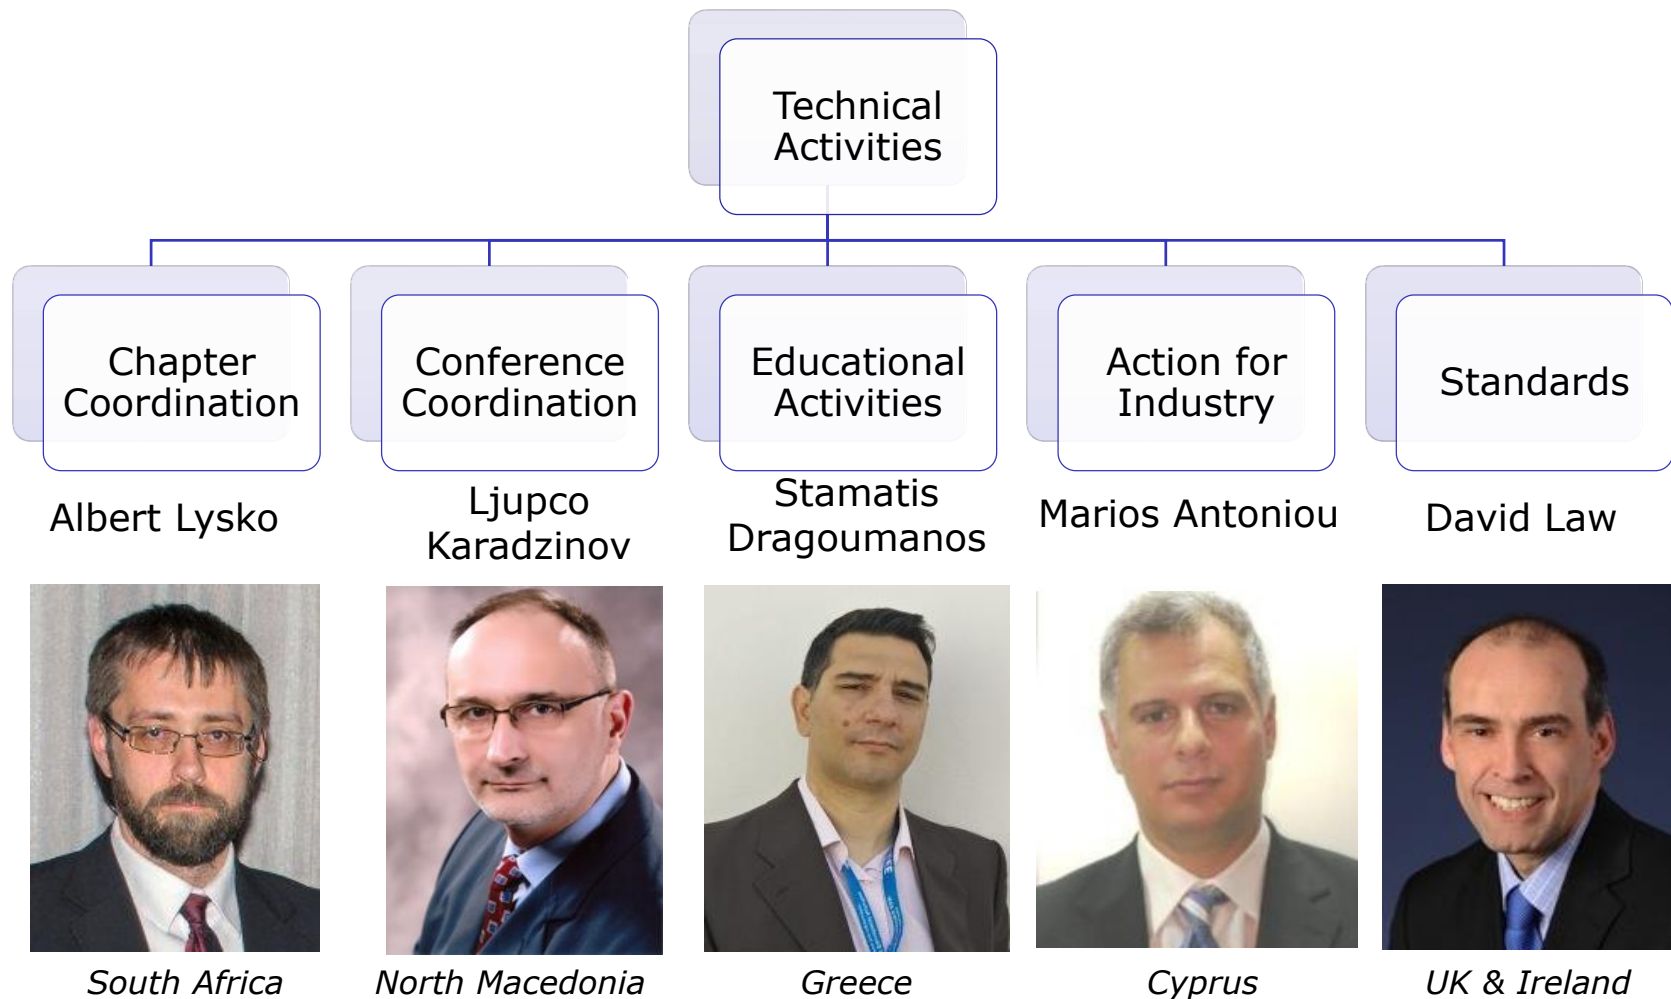 Technical
Activities
Chapter
Coordination
Conference
Coordination
Educational
Activities
Action for
Industry
Standards
Albert Lysko
Ljupco
Karadzinov
Stamatis
Dragoumanos
Marios Antoniou
David Law
South Africa
North Macedonia
Greece
Cyprus
UK & Ireland